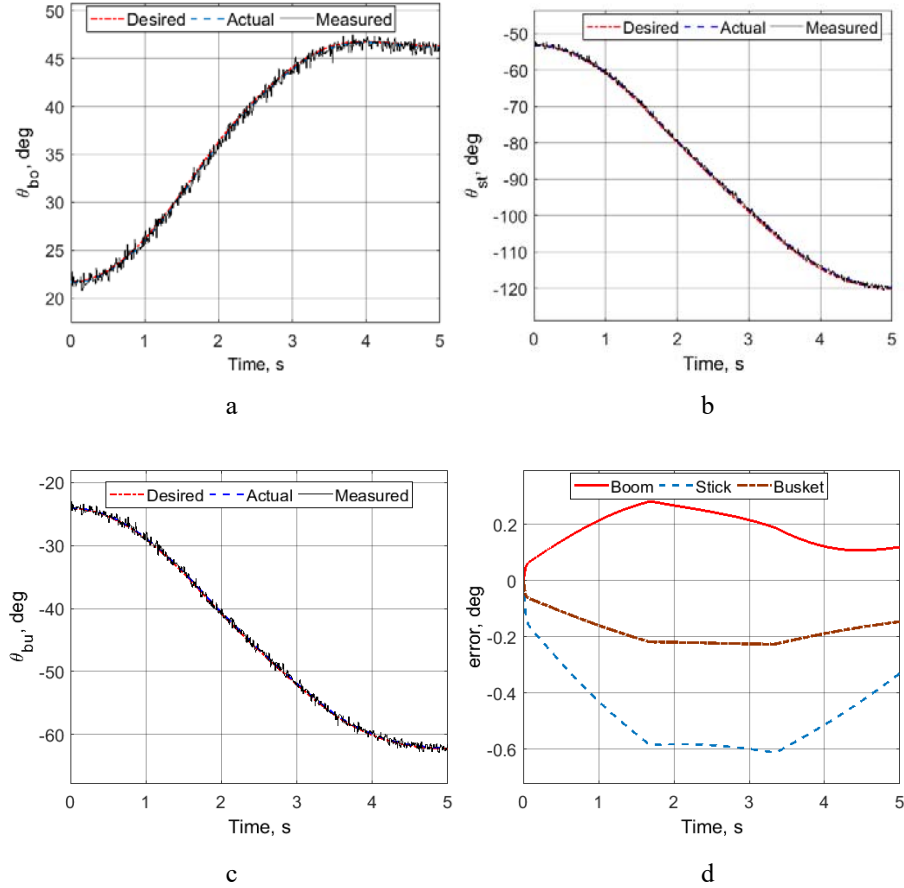 Desired Actual Measured
50
45
40
35
30
25
20
θbo, deg
0 1 2 3 4 5
Time, s
a
Desired Actual Measured
-50
-60
-70
-80
-90
-100
-110
-120
θst, deg
0 1 2 3 4 5
Time, s
b
Desired Actual Measured
-20
-30
-40
-50
-60
θbu, deg
0 1 2 3 4 5
Time, s
c
Boom Stick Busket
0.2
0
-0.2
-0.4
-0.6
error, deg
0 1 2 3 4 5
Time, s
d